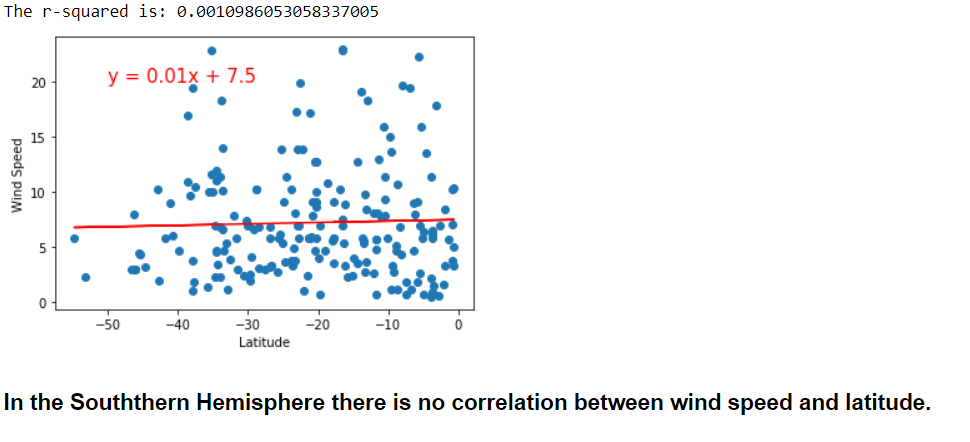 The r-squared is: 0.0010986053058337005
y = 0.01x + 7.5
20
15
10
5
0
Wind Speed
−50 −40 −30 −20 −10 0
Latitude
In the Souththern Hemisphere there is no correlation between wind speed and latitude.